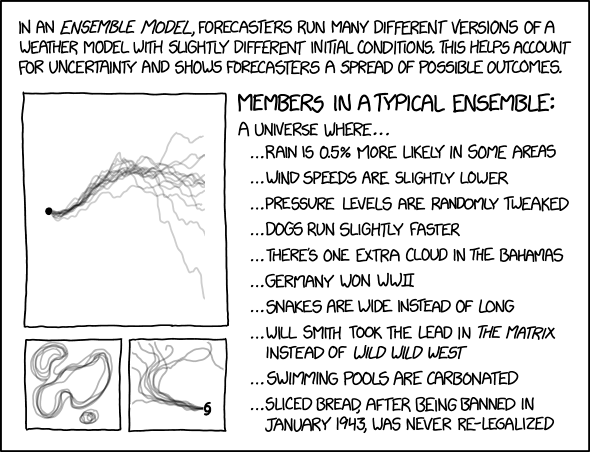 IN AN ENSEMBLE MODEL, FORECASTERS RUN MANY DIFFERENT VERSIONS OF A
WEATHER MODEL WITH SLIGHTLY DIFFERENT INITIAL CONDITIONS. THIS HELPS ACCOUNT
FOR UNCERTAINTY AND SHOWS FORECASTERS A SPREAD OF POSSIBLE OUTCOMES.
MEMBERS IN A TYPICAL ENSEMBLE:
A UNIVERSE WHERE...
...RAIN IS 0.5% MORE LIKELY IN SOME AREAS
...WIND SPEEDS ARE SLIGHTLY LOWER
...PRESSURE LEVELS ARE RANDOMLY TWEAKED
...DOGS RUN SLIGHTLY FASTER
...THERE'S ONE EXTRA CLOUD IN THE BAHAMAS
...GERMANY WON WWII
...SNAKES ARE WIDE INSTEAD OF LONG
...WILL SMITH TOOK THE LEAD IN THE MATRIX
INSTEAD OF WILD WILD WEST
...SWIMMING POOLS ARE CARBONATED
...SLICED BREAD, AFTER BEING BANNED IN
JANUARY 1943, WAS NEVER RE-LEGALIZED